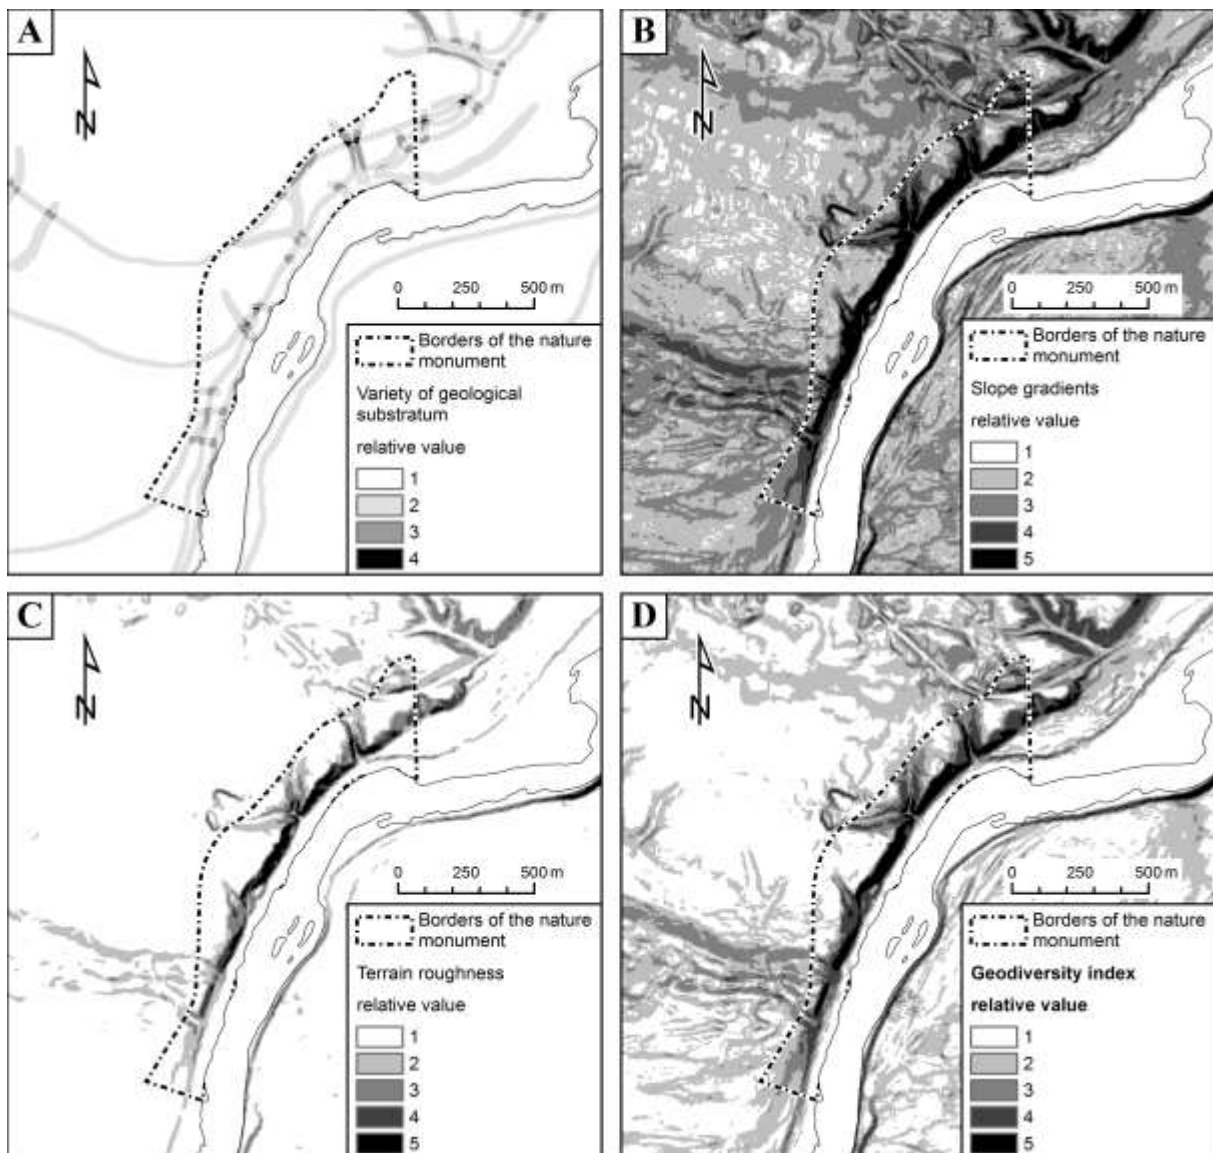 A
N
0 250 500 m
Borders of the nature
monument
Variety of geological
substratum
relative value
1
2
3
4
B
N
0 250 500 m
Borders of the nature
monument
Slope gradients
relative value
1
2
3
4
5
C
N
0 250 500 m
Borders of the nature
monument
Terrain roughness
relative value
1
2
3
4
5
D
N
0 250 500 m
Borders of the nature
monument
Geodiversity index
relative value
1
2
3
4
5